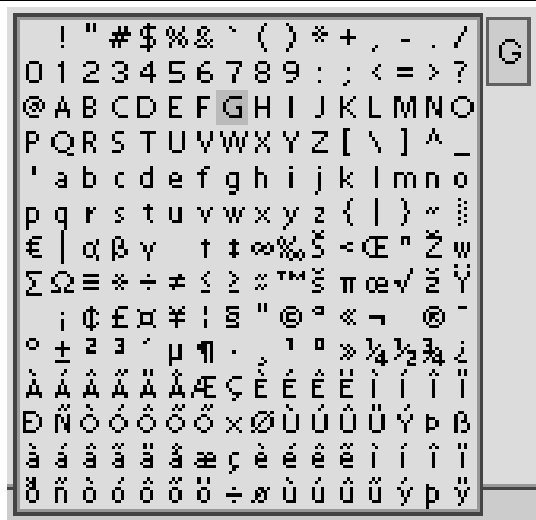 ! " # $ % & ` ( ) * + , - . /
G
0 1 2 3 4 5 6 7 8 9 : ; < = > ?
@ A B C D E F G H I J K L M N O
P Q R S T U V W X Y Z [ \ ] ^ _
' a b c d e f g h i j k l m n o
p q r s t u v w x y z { | } ~
€ | α β γ † ‡ ∞ ‰ Š < Œ " Ž w
Σ Ω ≡ * ÷ ≠ ≤ ≥ ≈ ™ š π œ √ ž Ÿ
¡ ¢ £ ¤ ¥ ¦ § " © ª « ¬ ® ¯
° ± ² ³ ´ µ ¶ · ¸ ¹ º » ¼ ½ ¾ ¿
À Á Â Ã Ä Å Æ Ç È É Ê Ë Ì Í Î Ï
Ð Ñ Ò Ó Ô Õ Ö × Ø Ù Ú Û Ü Ý Þ ß
à á â ã ä å æ ç è é ê ë ì í î ï
ð ñ ò ó ô õ ö ÷ ø ù ú û ü ý þ ÿ